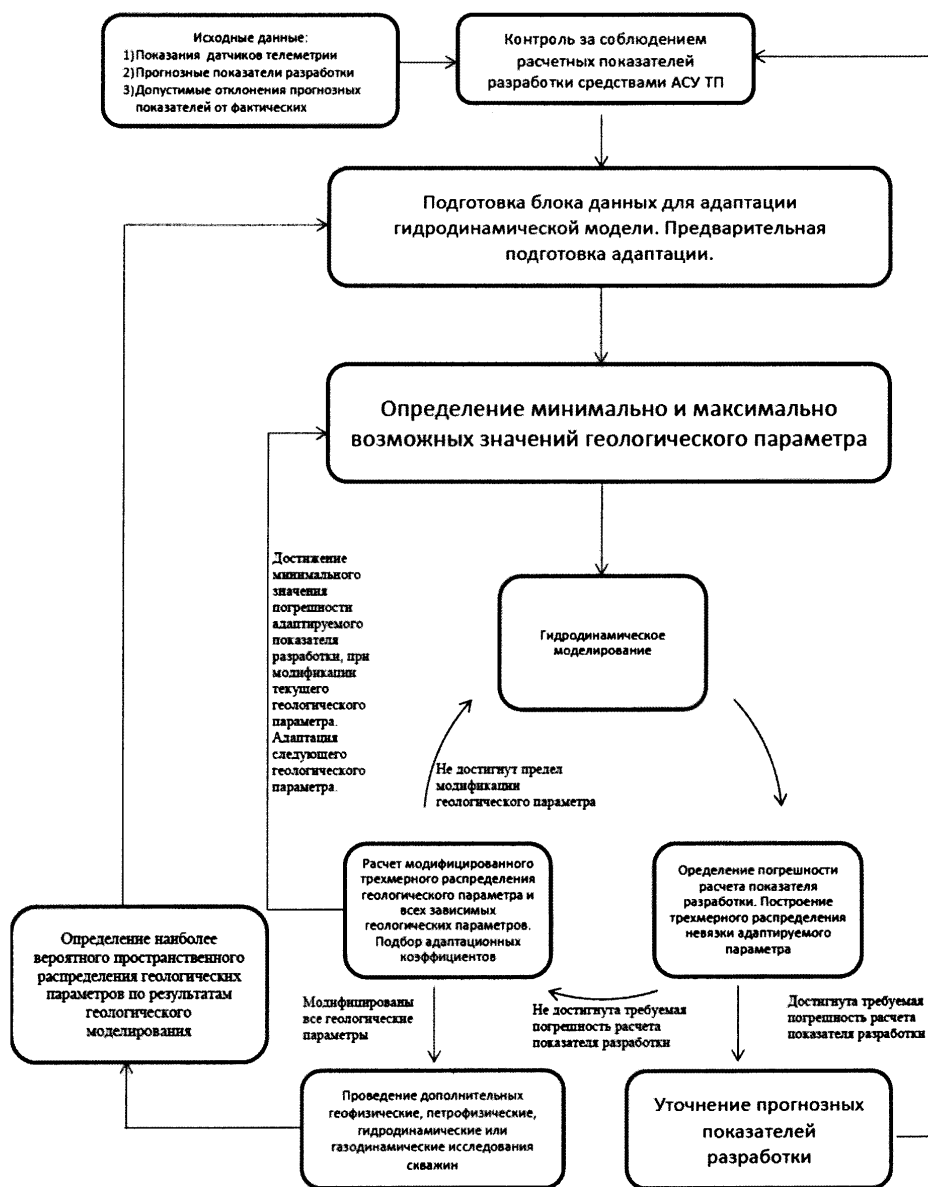 Исходные данные:
1)Показания датчиков телеметрии
2)Прогнозные показатели разработки
3)Допустимые отклонения прогнозных
показателей от фактических
Контроль за соблюдением
расчетных показателей
разработки средствами АСУ ТП
Подготовка блока данных для адаптации
гидродинамической модели. Предварительная
подготовка адаптации.
Определение минимально и максимально
возможных значений геологического параметра
Достижение
минимального
значения
погрешности
адаптируемого
показателя
разработки, при
модификации
текущего
геологического
параметра.
Адаптация
следующего
геологического
параметра.
Гидродинамическое
моделирование
Не достигнут предел
модификации
геологического параметра
Расчет модифицированного
трехмерного распределения
геологического параметра и
всех зависимых
геологических параметров.
Подбор адаптационных
коэффициентов
Оределение погрешности
расчета показателя
разработки. Построение
трехмерного распределения
невязки адаптируемого
параметра
Определение наиболее
вероятного пространственного
распределения геологических
параметров по результатам
геологического
моделирования
Модифицированы
все геологические
параметры
Не достигнута требуемая
погрешность расчета
показателя разработки
Достигнута требуемая
погрешность расчета
показателя разработки
Проведение дополнительных
геофизические, петрофизические,
гидродинамические или
газодинамические исследования
скважин
Уточнение прогнозных
показателей
разработки